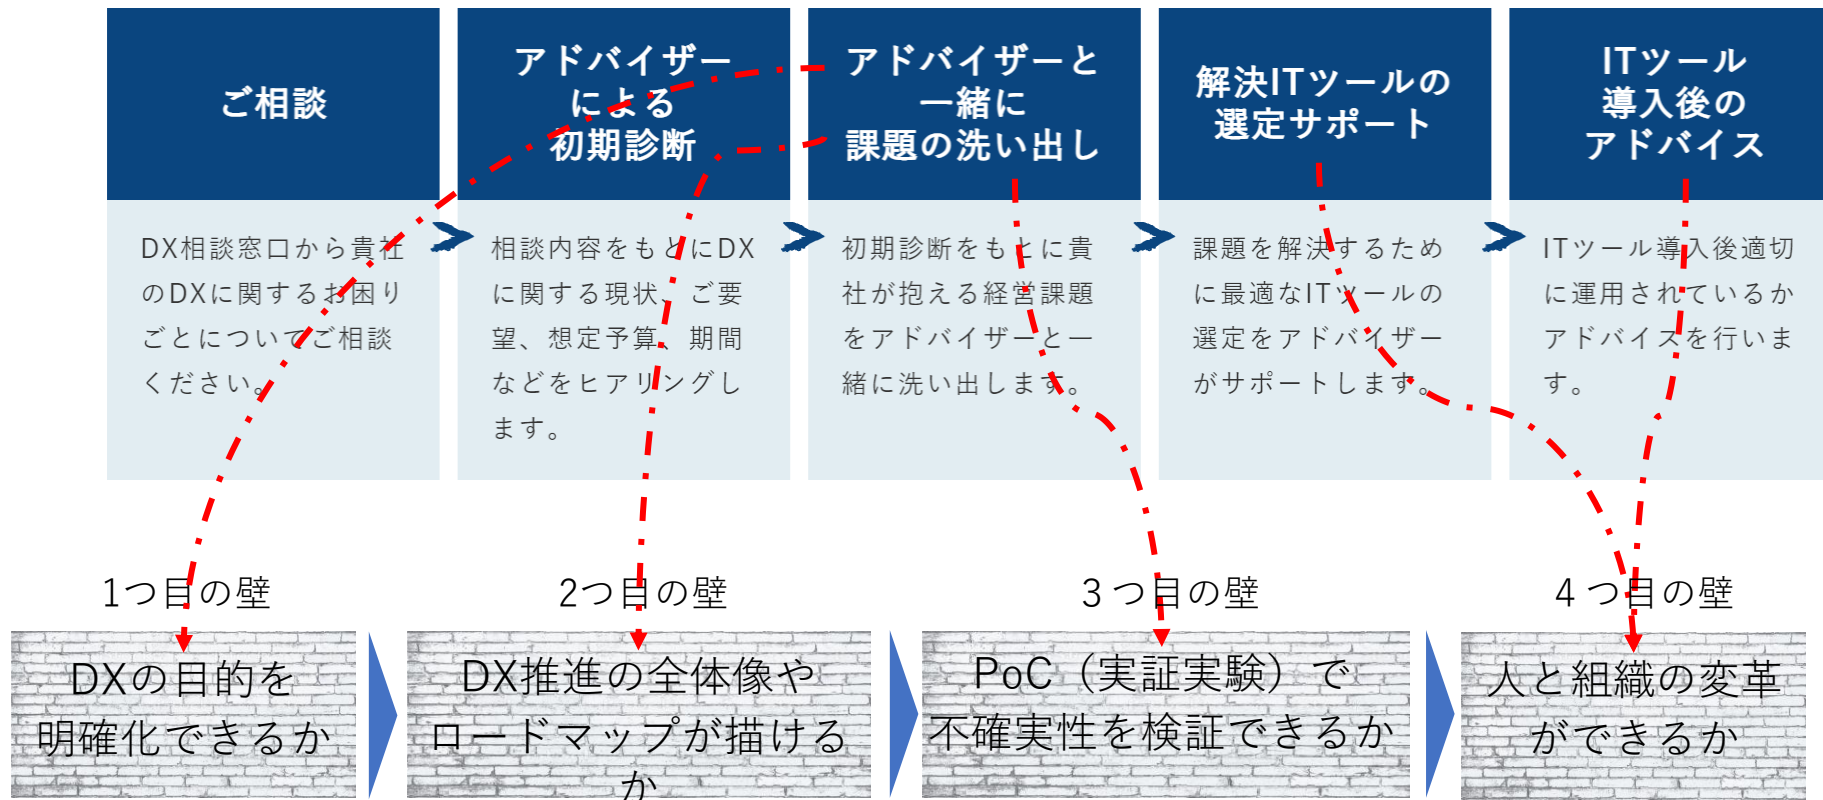 ご相談
アドバイザー
による
初期診断
アドバイザーと
一緒に
課題の洗い出し
解決ITツールの
選定サポート
ITツール
導入後の
アドバイス
DX相談窓口から貴社
のDXに関するお困り
ごとについてご相談
ください。
相談内容をもとにDX
に関する現状、ご要
望、想定予算、期間
などをヒアリングし
ます。
初期診断をもとに貴
社が抱える経営課題
をアドバイザーと一
緒に洗い出します。
課題を解決するため
に最適なITツールの
選定をアドバイザー
がサポートします。
ITツール導入後適切
に運用されているか
アドバイスを行いま
す。
1つ目の壁
2つ目の壁
３つ目の壁
４つ目の壁
DXの目的を
明確化できるか
DX推進の全体像や
ロードマップが描ける
か
PoC（実証実験）で
不確実性を検証できるか
人と組織の変革
ができるか